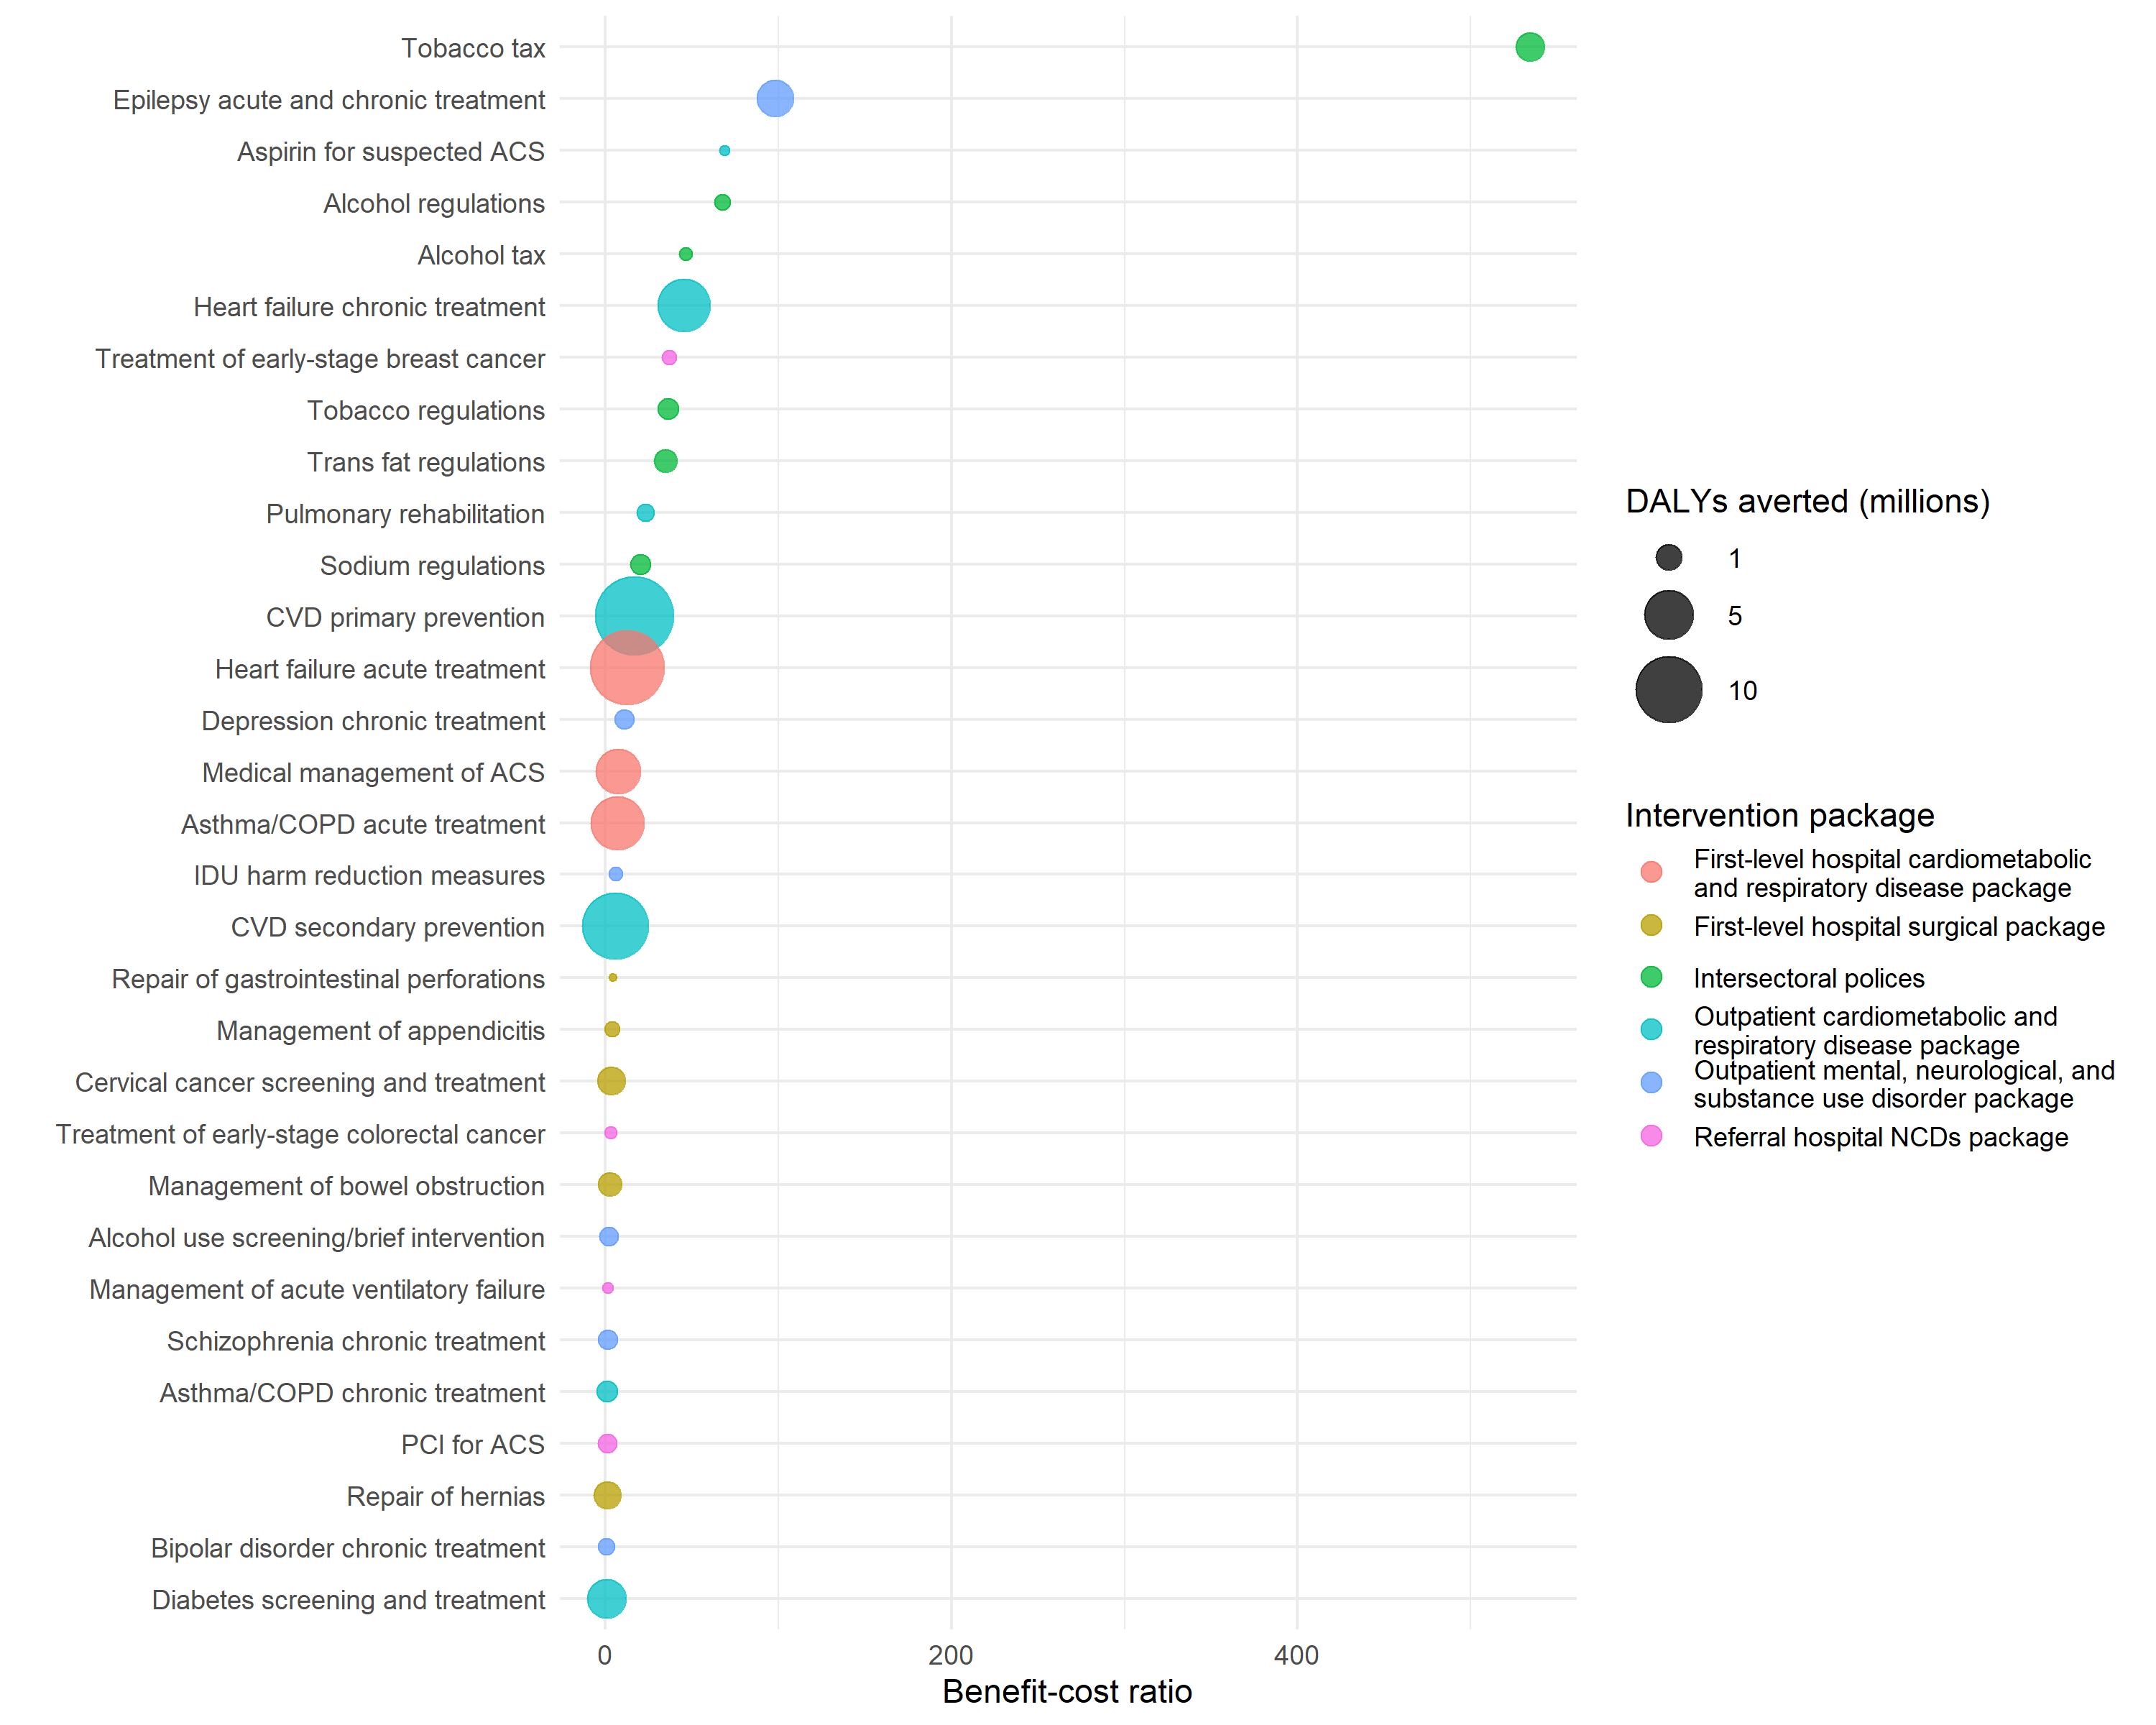 Tobacco tax
Epilepsy acute and chronic treatment
Aspirin for suspected ACS
Alcohol regulations
Alcohol tax
Heart failure chronic treatment
Treatment of early-stage breast cancer
Tobacco regulations
Trans fat regulations
Pulmonary rehabilitation
Sodium regulations
CVD primary prevention
Heart failure acute treatment
Depression chronic treatment
Medical management of ACS
Asthma/COPD acute treatment
IDU harm reduction measures
CVD secondary prevention
Repair of gastrointestinal perforations
Management of appendicitis
Cervical cancer screening and treatment
Treatment of early-stage colorectal cancer
Management of bowel obstruction
Alcohol use screening/brief intervention
Management of acute ventilatory failure
Schizophrenia chronic treatment
Asthma/COPD chronic treatment
PCI for ACS
Repair of hernias
Bipolar disorder chronic treatment
Diabetes screening and treatment
0 200 400
Benefit-cost ratio
DALYs averted (millions)
1
5
10
Intervention package
First-level hospital cardiometabolic
and respiratory disease package
First-level hospital surgical package
Intersectoral polices
Outpatient cardiometabolic and
respiratory disease package
Outpatient mental, neurological, and
substance use disorder package
Referral hospital NCDs package